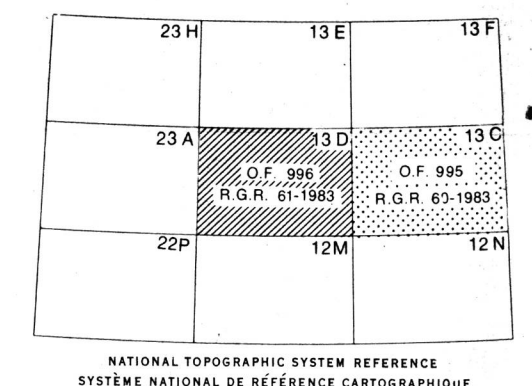 23 H 13 E 13 F
23 A 13 D 13 C
O.F. 996 O.F. 995
R.G.R. 61-1983 R.G.R. 60-1983
22P 12M 12 N
NATIONAL TOPOGRAPHIC SYSTEM REFERENCE
SYSTÈME NATIONAL DE RÉFÉRENCE CARTOGRAPHIQUE